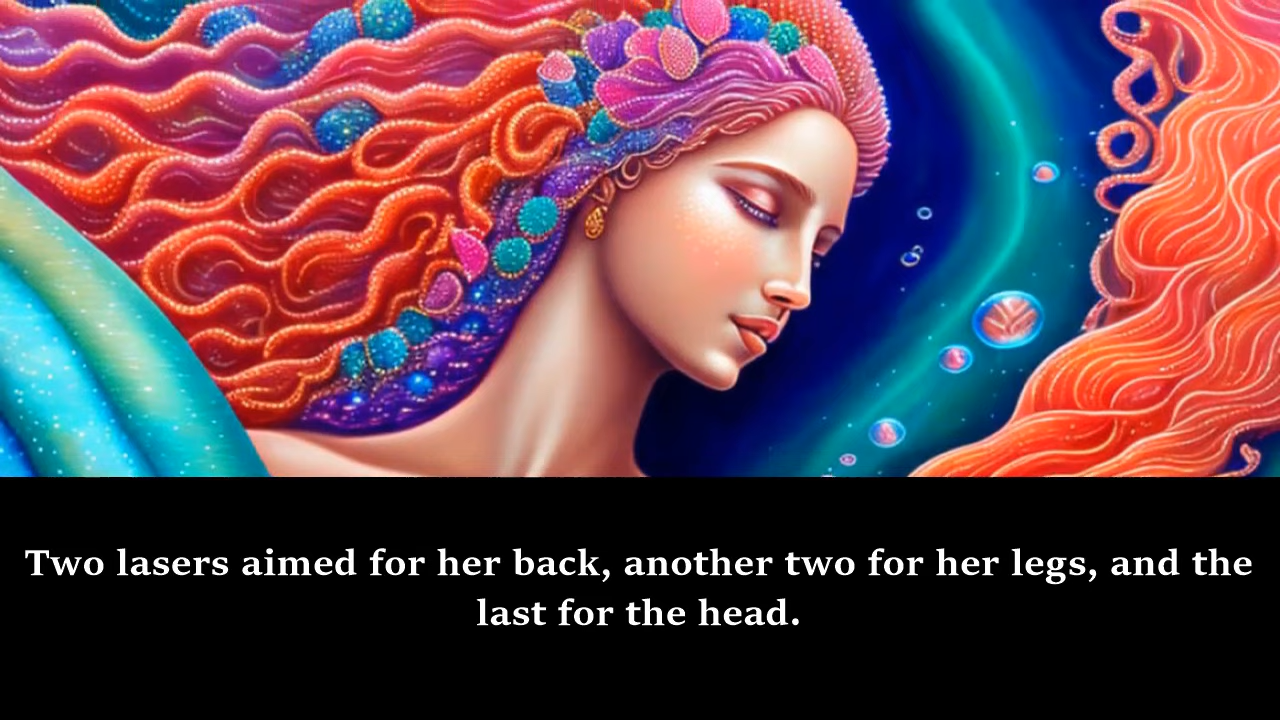 Two lasers aimed for her back, another two for her legs, and the
last for the head.